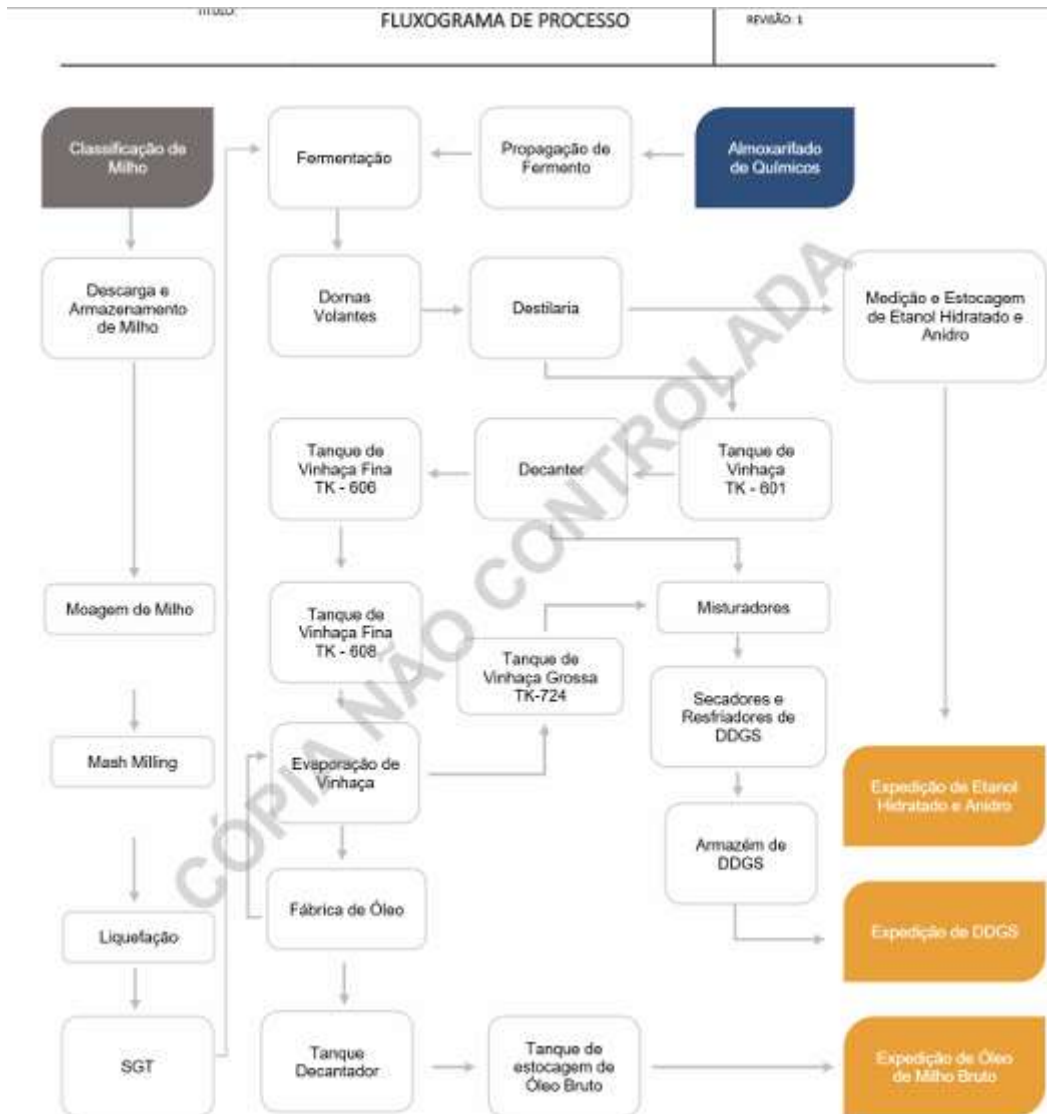 TÍTULO:
FLUXOGRAMA DE PROCESSO
REVISÃO: 1
Classificação de
Milho
Fermentação
Propagação de
Fermento
Almoxarifado
de Químicos
Descarga e
Armazenamento
de Milho
Dornas
Volantes
Destilaria
Medição e Estocagem
de Etanol Hidratado e
Anidro
Tanque de
Vinhaça Fina
TK - 606
Decanter
Tanque de
Vinhaça
TK - 601
Moagem de Milho
Tanque de
Vinhaça Fina
TK - 608
Misturadores
Tanque de
Vinhaça Grossa
TK-724
Secadores e
Resfriadores de
DDGS
Mash Milling
Evaporação de
Vinhaça
Expedição de Etanol
Hidratado e Anidro
Armazém de
DDGS
Fábrica de Óleo
Liquefação
Expedição de DDGS
SGT
Tanque
Decantador
Tanque de
estocagem de
Óleo Bruto
Expedição de Óleo
de Milho Bruto
CÓPIA NÃO CONTROLADA